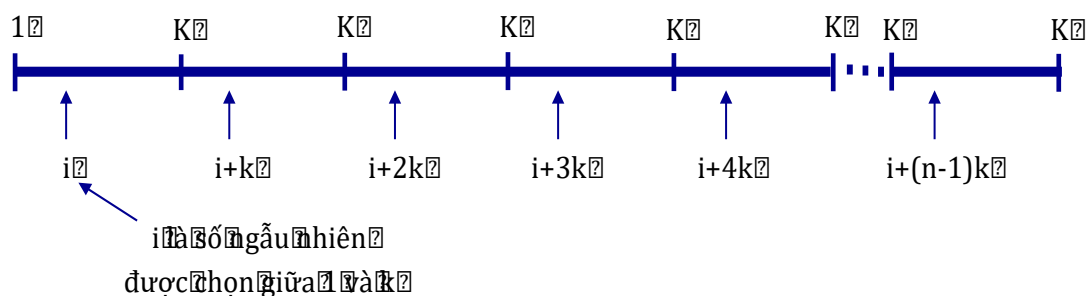 1 K K K K K K K
i i+k i+2k i+3k i+4k i+(n-1)k
i là số ngẫu nhiên
được chọn giữa 1 và k